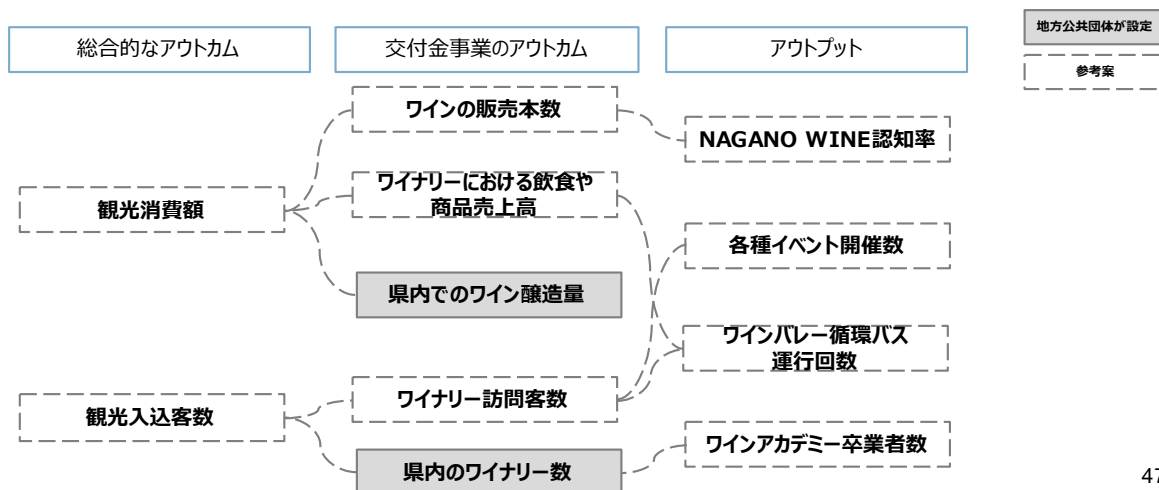 地方公共団体が設定
参考案
総合的なアウトカム
交付金事業のアウトカム
アウトプット
ワインの販売本数
NAGANO WINE認知率
ワイナリーにおける飲食や
商品売上高
観光消費額
各種イベント開催数
県内でのワイン醸造量
ワインバレー循環バス
運行回数
ワイナリー訪問客数
観光入込客数
ワインアカデミー卒業者数
県内のワイナリー数
47